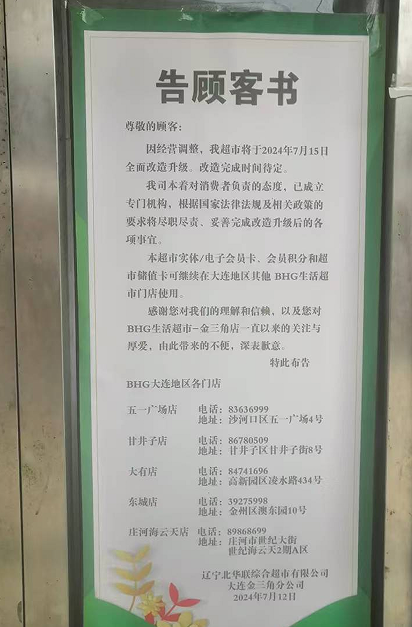 告顾客书
尊敬的顾客：
因经营调整，我超市将于2024年7月15日
全面改造升级。改造完成时间待定。
我司本着对消费者负责的态度，已成立
专门机构，根据国家法律法规及相关政策的
要求将尽职尽责、妥善完成改造升级后的各
项事宜。
本超市实体/电子会员卡、会员积分和超
市储值卡可继续在大连地区其他 BHG生活超
市门店使用。
感谢您对我们的理解和信赖，以及您对
BHG生活超市-金三角店一直以来的关注与
厚爱，由此带来的不便，深表歉意。
特此布告
BHG大连地区各门店
五一广场店 电话：83636999
地址：沙河口区五一广场4号
甘井子店 电话：86780509
地址：甘井子区甘井子街8号
大有店 电话：84741696
地址：高新园区凌水路434号
东城店 电话：39275998
地址：金州区澳东园10号
庄河海云天店 电话：89868699
地址：庄河市世纪大街
世纪海云天2期A区
辽宁北华联综合超市有限公司
大连金三角分公司
2024年7月12日